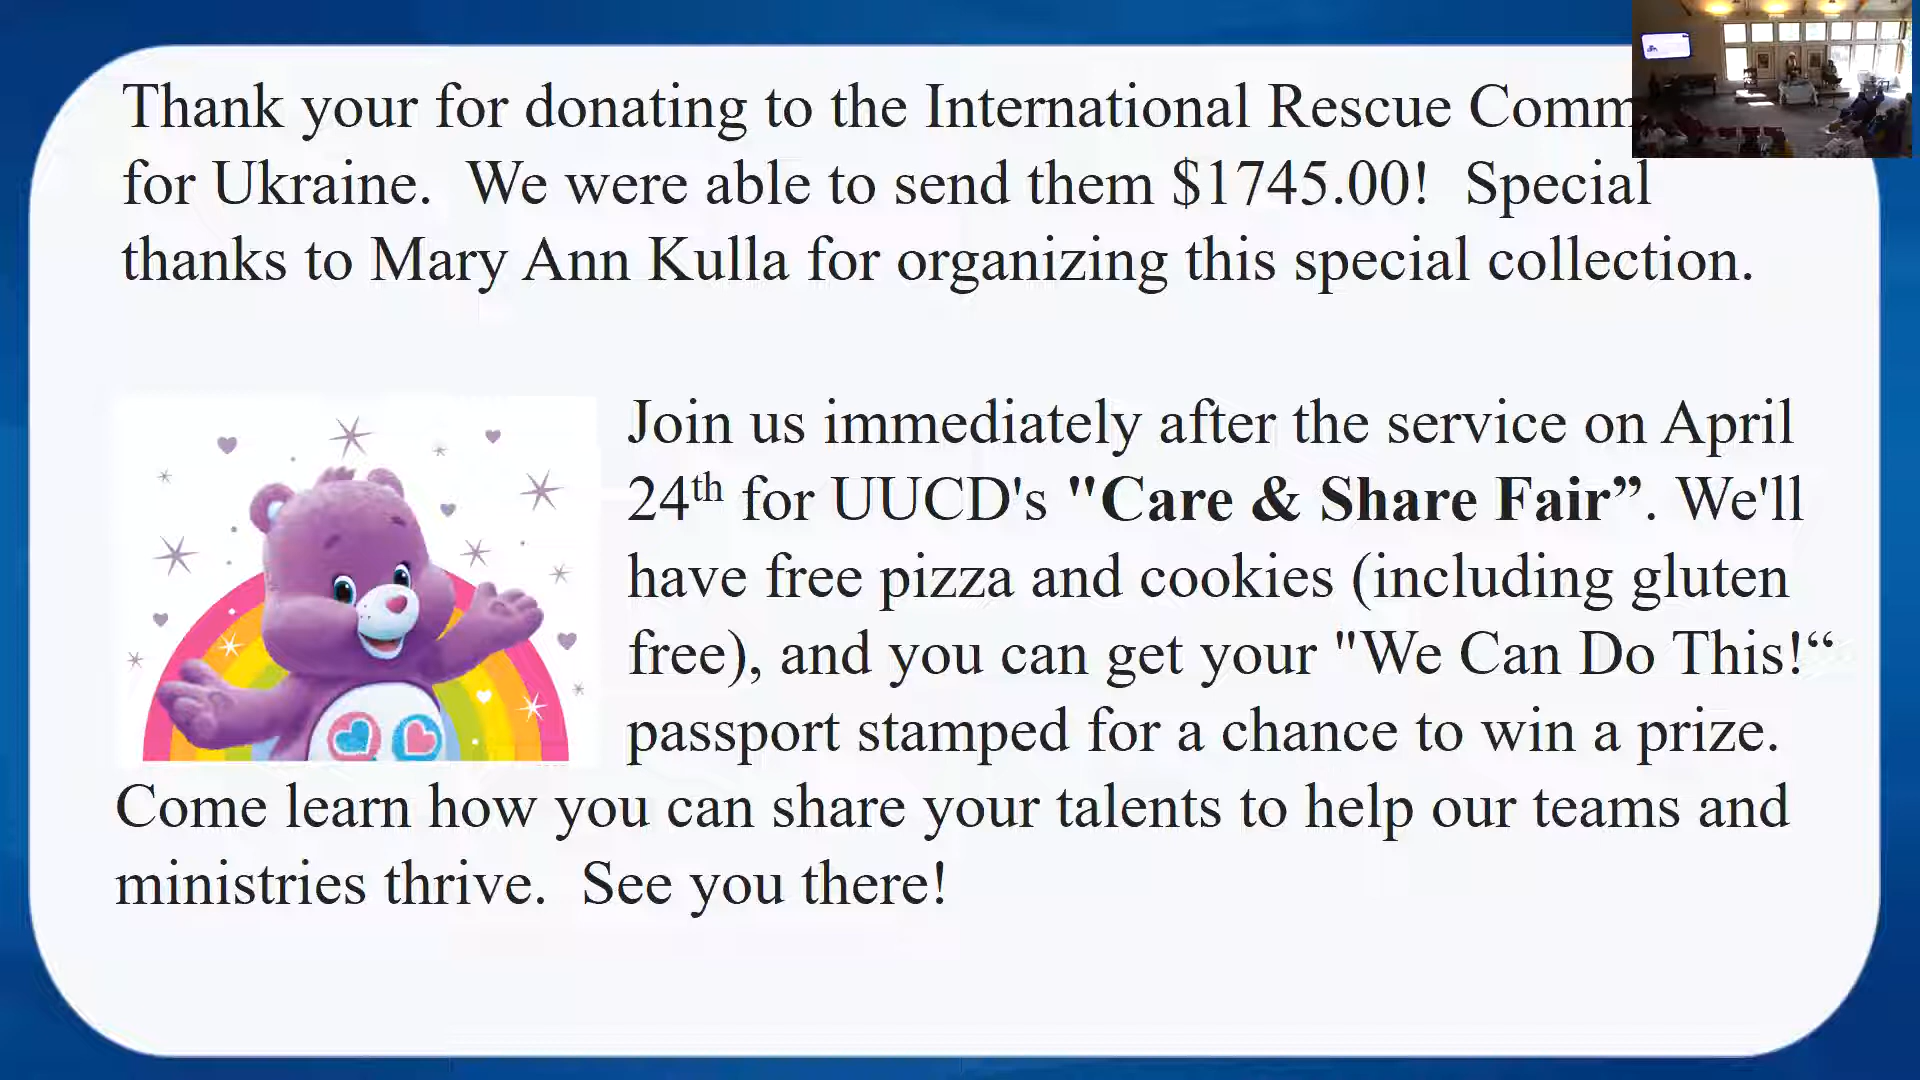 Thank your for donating to the International Rescue Comm
for Ukraine.  We were able to send them $1745.00!  Special
thanks to Mary Ann Kulla for organizing this special collection.
Join us immediately after the service on April
24th for UUCD's "Care & Share Fair”. We'll
have free pizza and cookies (including gluten
free), and you can get your "We Can Do This!“
passport stamped for a chance to win a prize.
Come learn how you can share your talents to help our teams and
ministries thrive.  See you there!